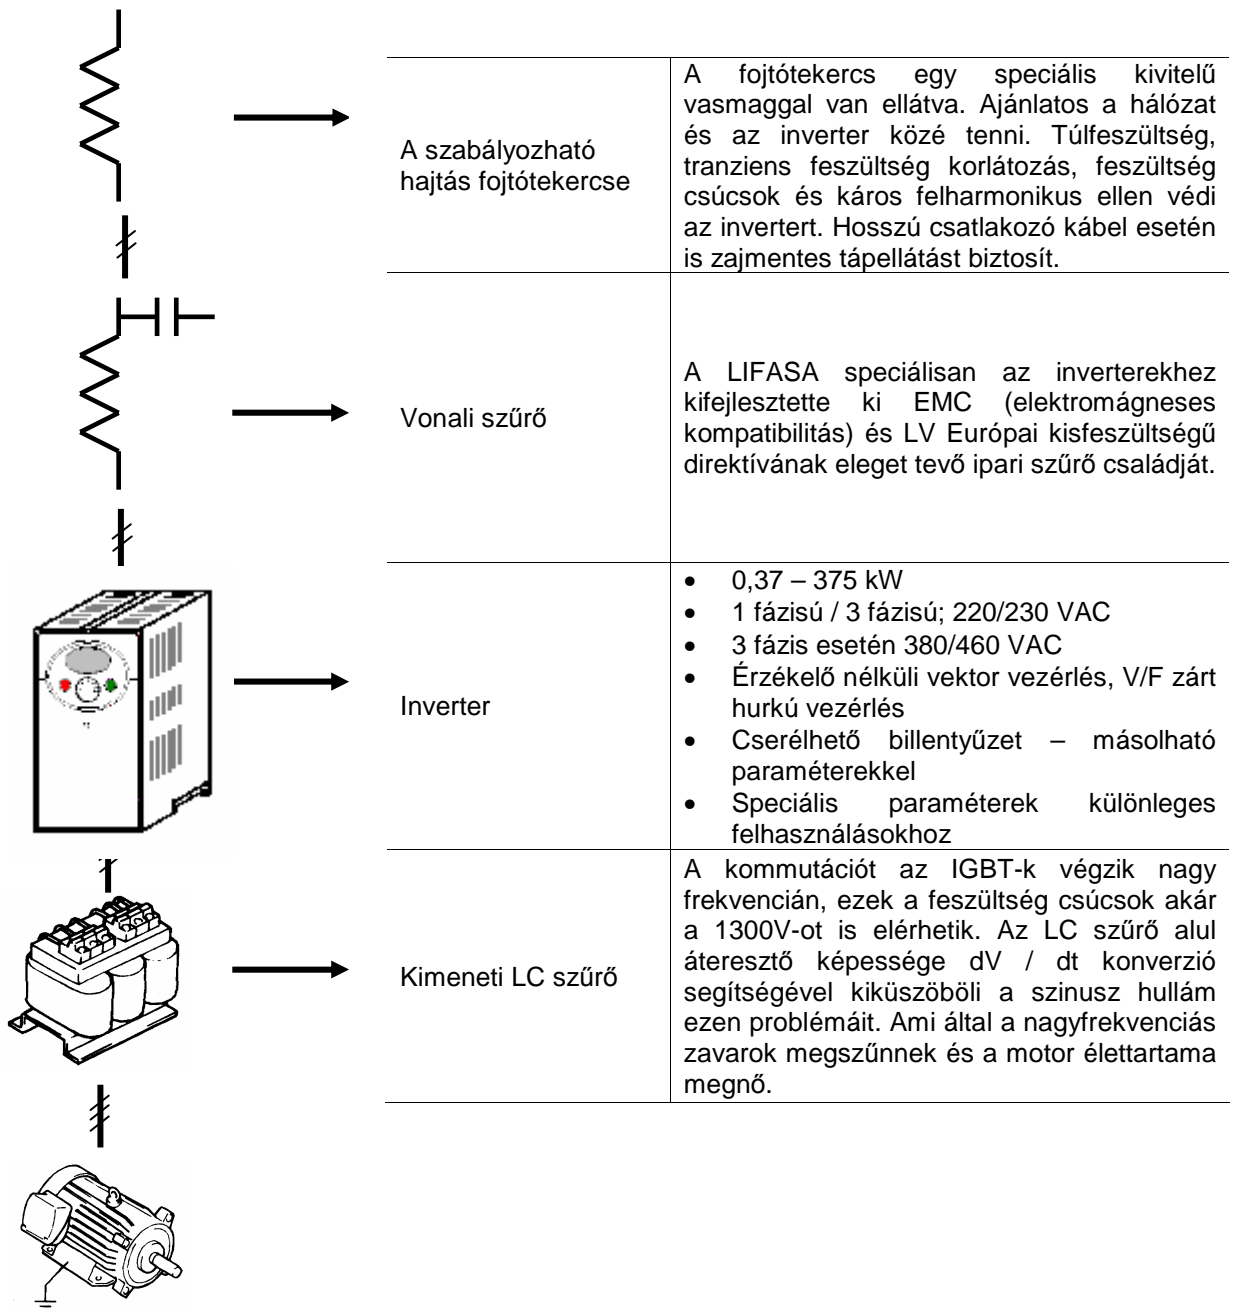 A szabályozható
hajtás fojtótekercse
A fojtótekercs egy speciális kivitelű
vasmaggal van ellátva. Ajánlatos a hálózat
és az inverter közé tenni. Túlfeszültség,
tranziens feszültség korlátozás, feszültség
csúcsok és káros felharmonikus ellen védi
az invertert. Hosszú csatlakozó kábel esetén
is zajmentes tápellátást biztosít.
Vonali szűrő
A LIFASA speciálisan az inverterekhez
kifejlesztette ki EMC (elektromágneses
kompatibilitás) és LV Európai kisfeszültségű
direktívának eleget tevő ipari szűrő családját.
Inverter
• 0,37 – 375 kW
• 1 fázisú / 3 fázisú; 220/230 VAC
• 3 fázis esetén 380/460 VAC
• Érzékelő nélküli vektor vezérlés, V/F zárt
hurkú vezérlés
• Cserélhető billentyűzet – másolható
paraméterekkel
• Speciális paraméterek különleges
felhasználásokhoz
Kimeneti LC szűrő
A kommutációt az IGBT-k végzik nagy
frekvencián, ezek a feszültség csúcsok akár
a 1300V-ot is elérhetik. Az LC szűrő alul
áteresztő képessége dV / dt konverzió
segítségével kiküszöböli a szinusz hullám
ezen problémáit. Ami által a nagyfrekvenciás
zavarok megszűnnek és a motor élettartama
megnő.